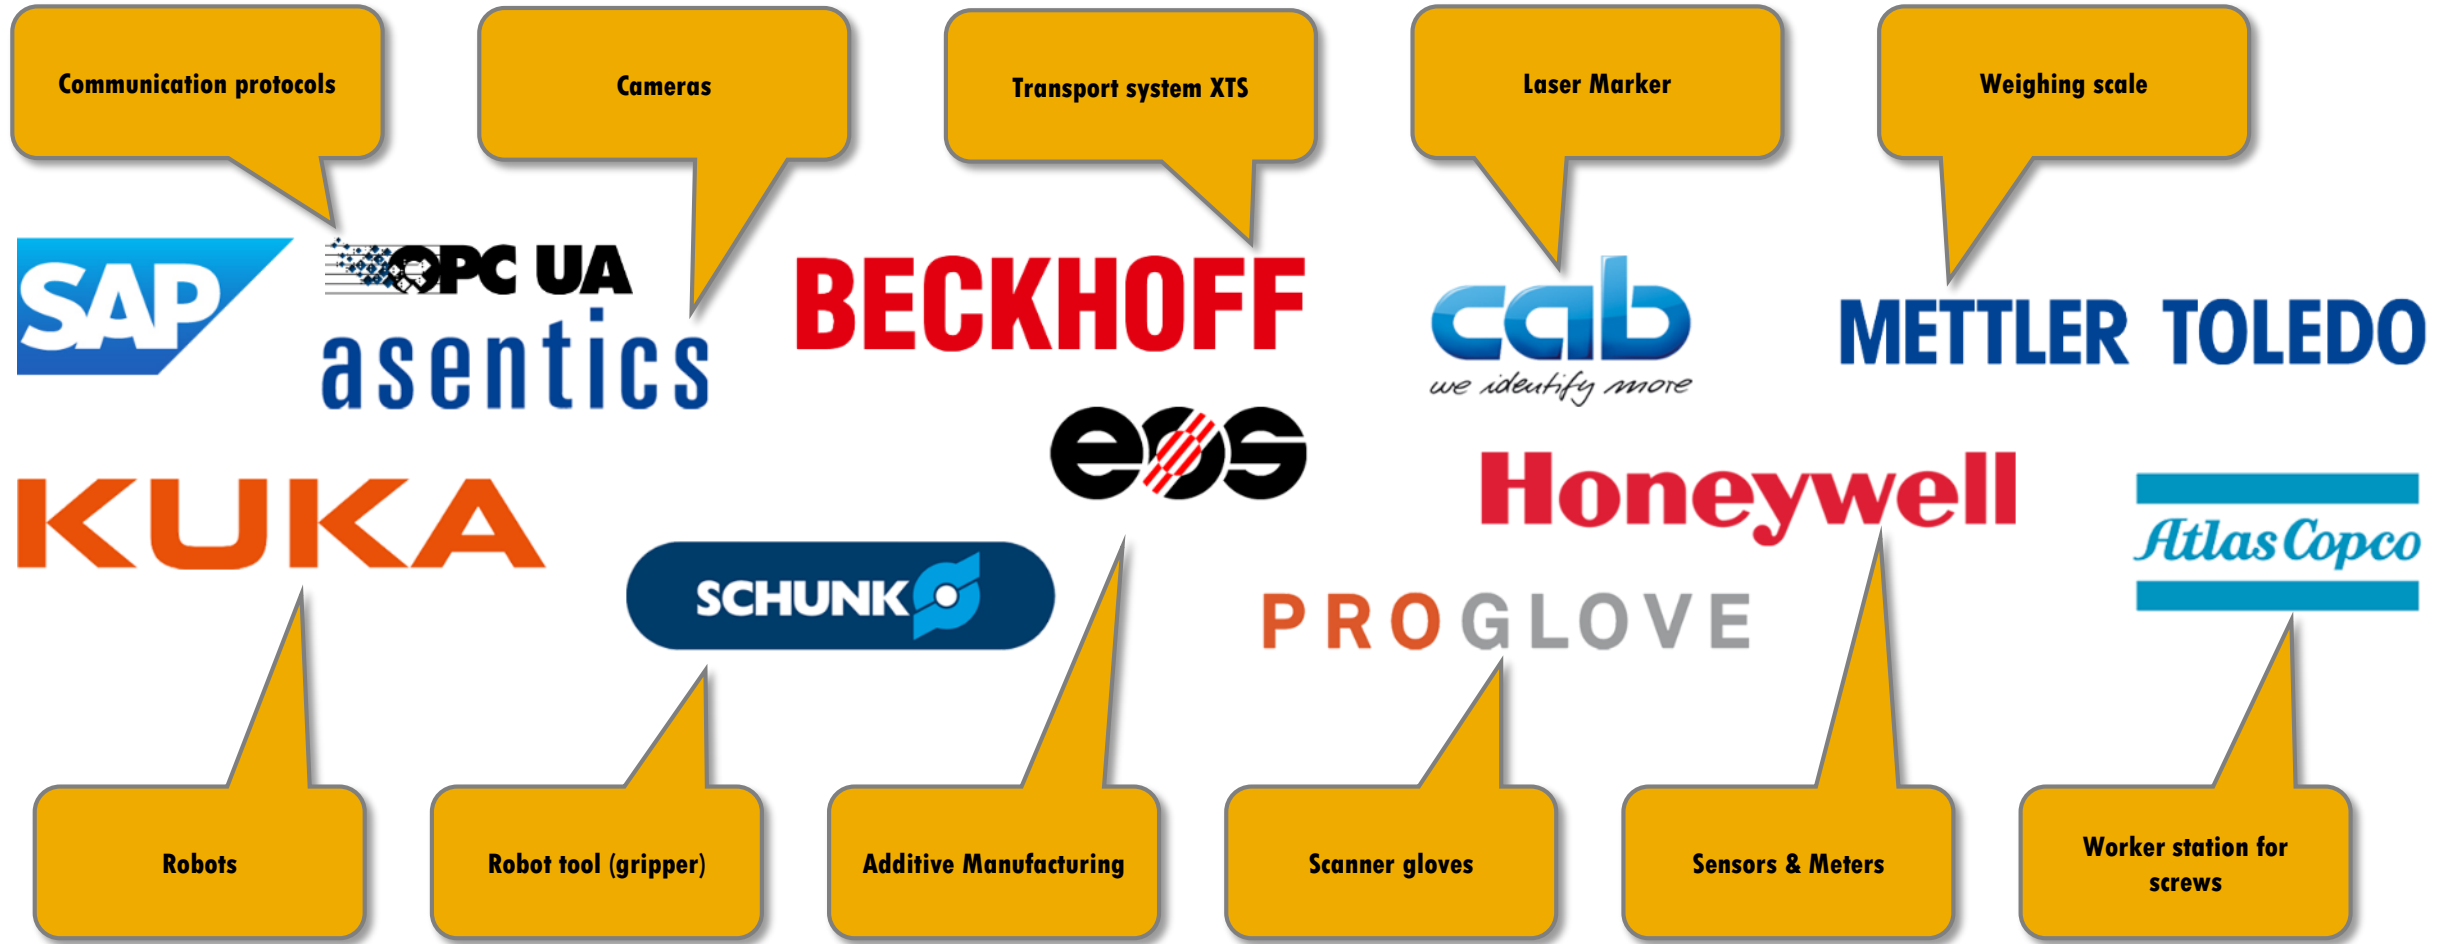 Communication protocols
Cameras
Transport system XTS
Laser Marker
Weighing scale
SAP
OPC UA
asentics
BECKHOFF
cab
we identify more
METTLER TOLEDO
KUKA
eos
Honeywell
Atlas Copco
SCHUNK
PROGLOVE
Robots
Robot tool (gripper)
Additive Manufacturing
Scanner gloves
Sensors & Meters
Worker station for
screws